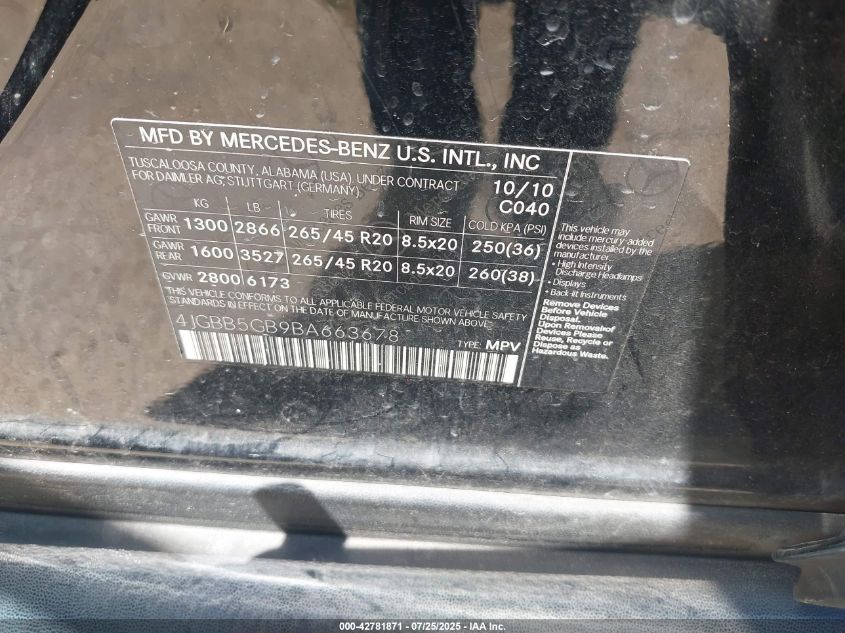 MFD BY MERCEDES-BENZ U.S. INTL., INC
TUSCALOOSA COUNTY, ALABAMA (USA), UNDER CONTRACT
FOR DAIMLER AG, STUTTGART (GERMANY)
10/10
C040
KG LB TIRES RIM SIZE COLD KPA (PSI)
GAWR FRONT 1300 2866 265/45 R20 8.5x20 250(36)
GAWR REAR 1600 3527 265/45 R20 8.5x20 260(38)
GVWR 2800 6173
THIS VEHICLE CONFORMS TO ALL APPLICABLE FEDERAL MOTOR VEHICLE SAFETY
STANDARDS IN EFFECT ON THE DATE OF MANUFACTURE SHOWN ABOVE.
4JGBB5GB9BA663678
TYPE: MPV
This vehicle may
include mercury added
devices installed by the
manufacturer:
• High Intensity
Discharge Headlamps
• Displays
• Back-lit Instruments
Remove Devices
Before Vehicle
Disposal.
Upon Removal of
Devices Please
Reuse, Recycle or
Dispose as
Hazardous Waste.
000-42781871 | 07/25/2025 | IAA Inc.